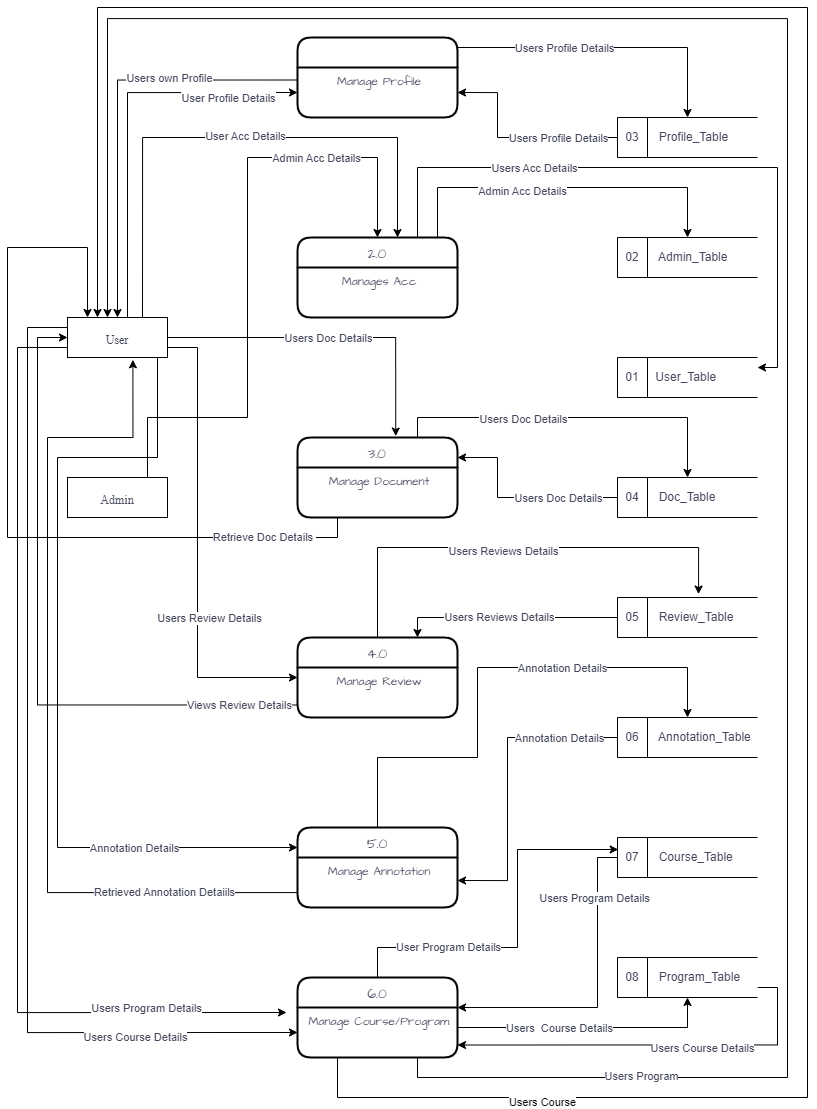 Users Profile Details
Users own Profile
Manage Profile
User Profile Details
User Acc Details
Users Profile Details
03 Profile_Table
Admin Acc Details
Users Acc Details
Admin Acc Details
2.0
Manages Acc
02 Admin_Table
User
Users Doc Details
01 User_Table
Users Doc Details
3.0
Manage Document
Admin
Users Doc Details
04 Doc_Table
Retrieve Doc Details
Users Reviews Details
Users Review Details
Users Reviews Details
05 Review_Table
4.0
Manage Review
Annotation Details
Views Review Details
Annotation Details
06 Annotation_Table
Annotation Details
5.0
Manage Annotation
07 Course_Table
Retrieved Annotation Detaiils
Users Program Details
User Program Details
08 Program_Table
6.0
Manage Course/Program
Users Program Details
Users Course Details
Users Course Details
Users Course Details
Users Program
Users Course